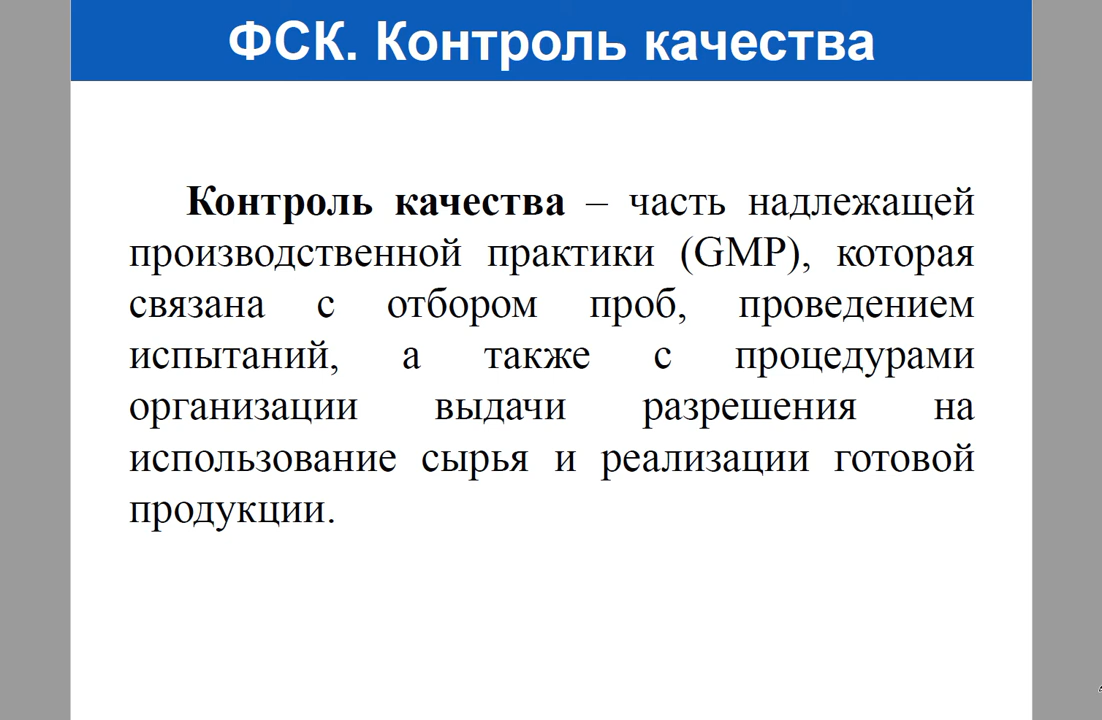 ФСК. Контроль качества
Контроль качества – часть надлежащей
производственной практики (GMP), которая
связана с отбором проб, проведением
испытаний, а также с процедурами
организации выдачи разрешения на
использование сырья и реализации готовой
продукции.